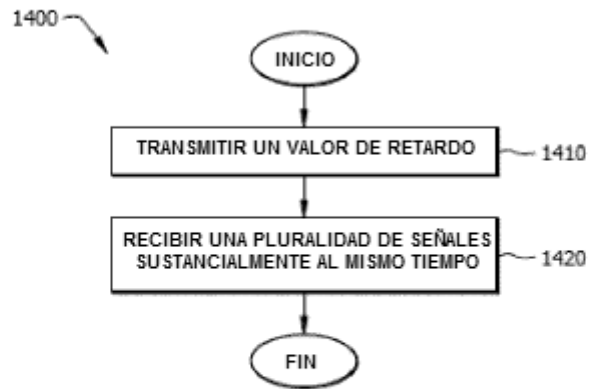 1400
INICIO
TRANSMITIR UN VALOR DE RETARDO
1410
RECIBIR UNA PLURALIDAD DE SEÑALES
SUSTANCIALMENTE AL MISMO TIEMPO
1420
FIN